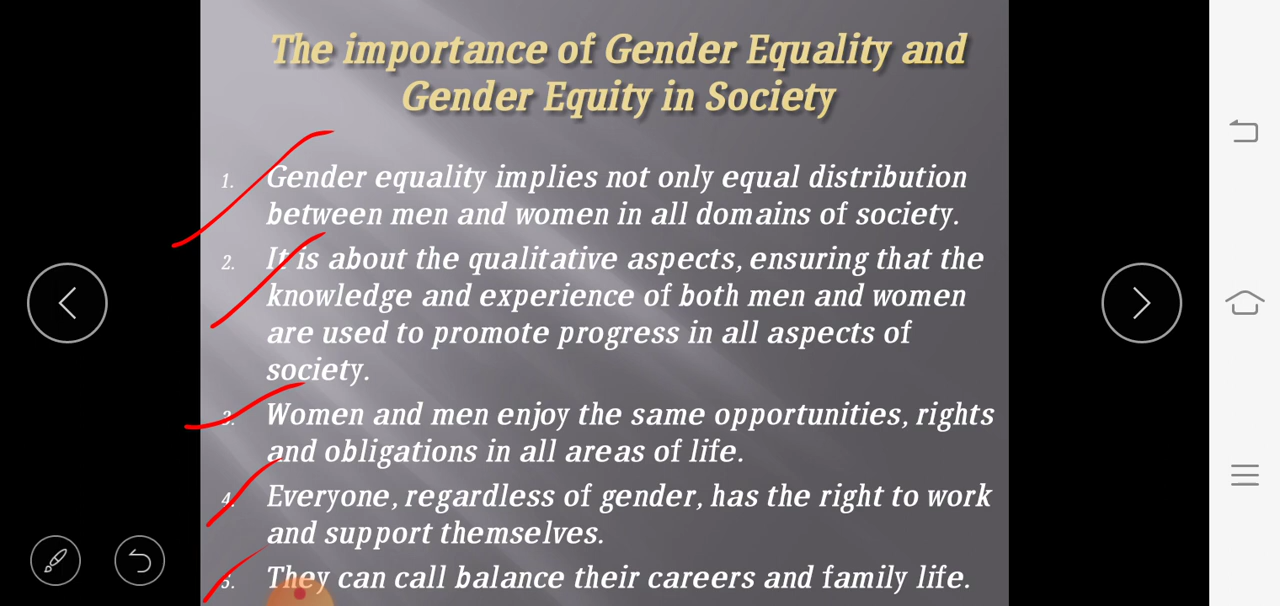 The importance of Gender Equality and
Gender Equity in Society
1. Gender equality implies not only equal distribution
between men and women in all domains of society.
2. It is about the qualitative aspects, ensuring that the
knowledge and experience of both men and women
are used to promote progress in all aspects of
society.
3. Women and men enjoy the same opportunities, rights
and obligations in all areas of life.
4. Everyone, regardless of gender, has the right to work
and support themselves.
5. They can call balance their careers and family life.